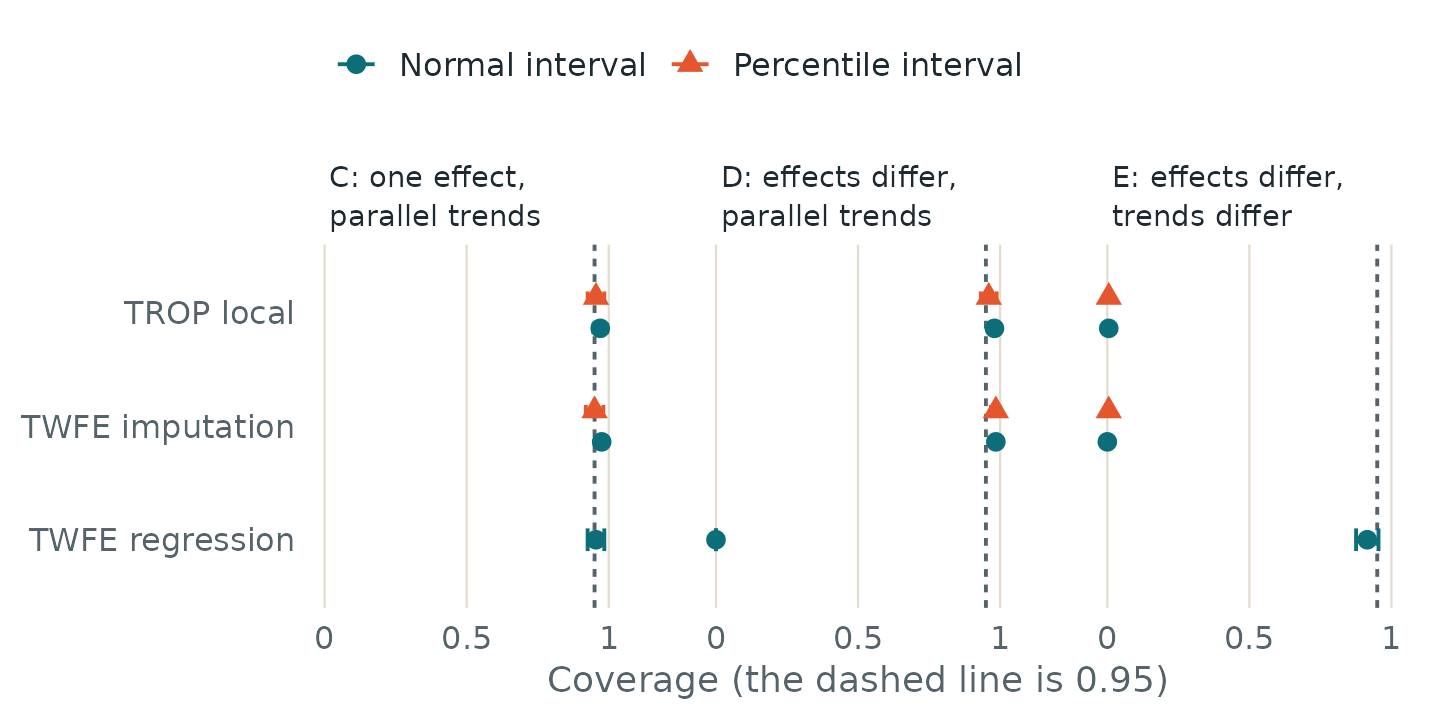 Normal interval Percentile interval
C: one effect,
parallel trends
D: effects differ,
parallel trends
E: effects differ,
trends differ
TROP local
TWFE imputation
TWFE regression
0 0.5 1 0 0.5 1 0 0.5 1
Coverage (the dashed line is 0.95)